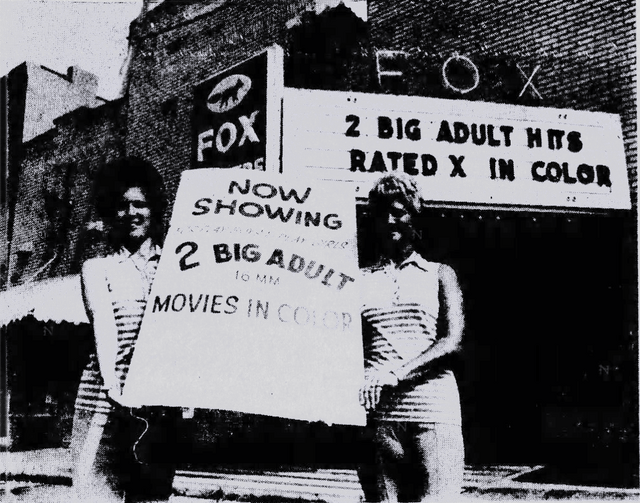 FOX
FOX
2 BIG ADULT HITS
RATED X IN COLOR
NOW
SHOWING
2 BIG ADULT
16 MM
MOVIES IN COLOR